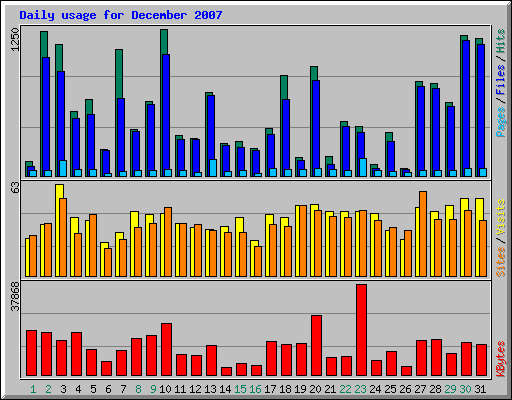 Daily usage for December 2007
1250
Pages / Files / Hits
63
Sites / Visits
37868
KBytes
1 2 3 4 5 6 7 8 9 10 11 12 13 14 15 16 17 18 19 20 21 22 23 24 25 26 27 28 29 30 31